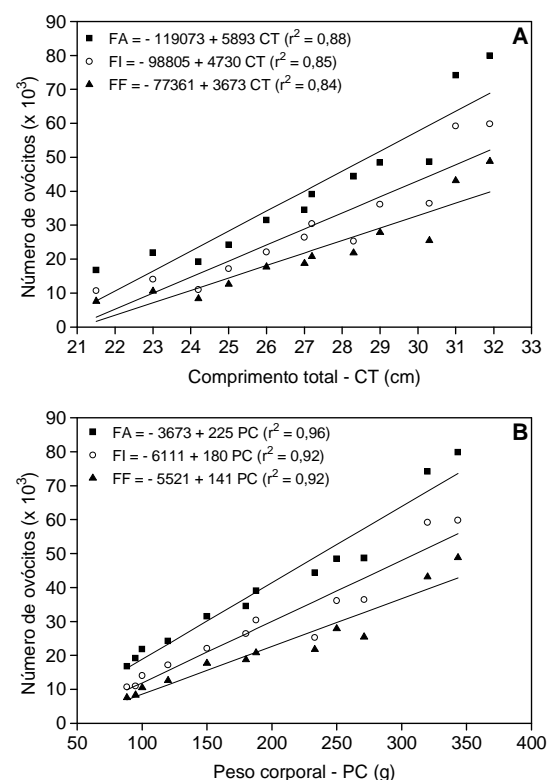 A
■ FA = - 119073 + 5893 CT (r² = 0,88)
○ FI = - 98805 + 4730 CT (r² = 0,85)
▲ FF = - 77361 + 3673 CT (r² = 0,84)
Número de ovócitos (x 10³)
90
80
70
60
50
40
30
20
10
0
21 22 23 24 25 26 27 28 29 30 31 32 33
Comprimento total - CT (cm)
B
■ FA = - 3673 + 225 PC (r² = 0,96)
○ FI = - 6111 + 180 PC (r² = 0,92)
▲ FF = - 5521 + 141 PC (r² = 0,92)
Número de ovócitos (x 10³)
90
80
70
60
50
40
30
20
10
0
50 100 150 200 250 300 350 400
Peso corporal - PC (g)